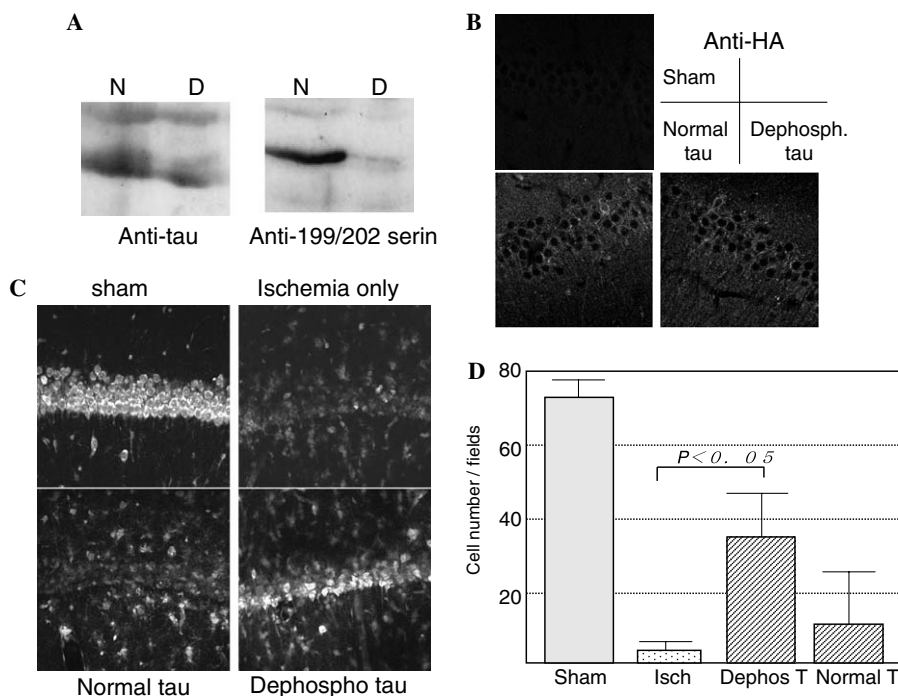 A
N D
N D
Anti-tau
Anti-199/202 serin
B
Anti-HA
Sham
Normal tau
Dephosph. tau
C
sham
Ischemia only
Normal tau
Dephospho tau
D
Cell number / fields
80
60
40
20
P<0. 05
Sham Isch Dephos T Normal T